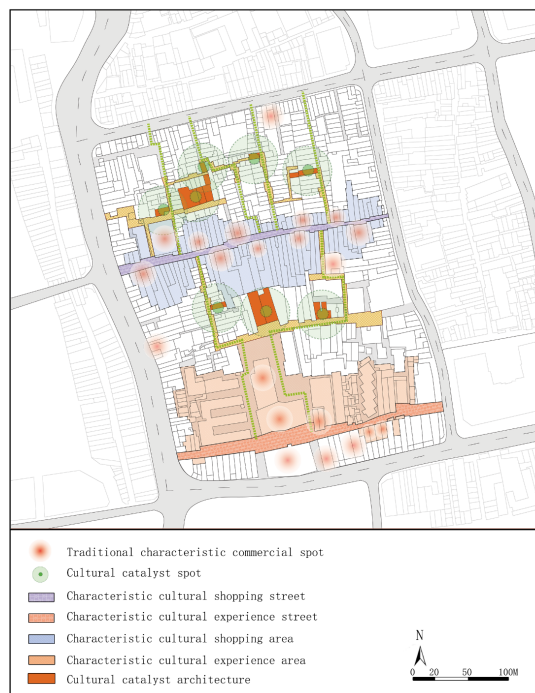 Traditional characteristic commercial spot
Cultural catalyst spot
Characteristic cultural shopping street
Characteristic cultural experience street
Characteristic cultural shopping area
Characteristic cultural experience area
Cultural catalyst architecture
N
0 20 50 100M